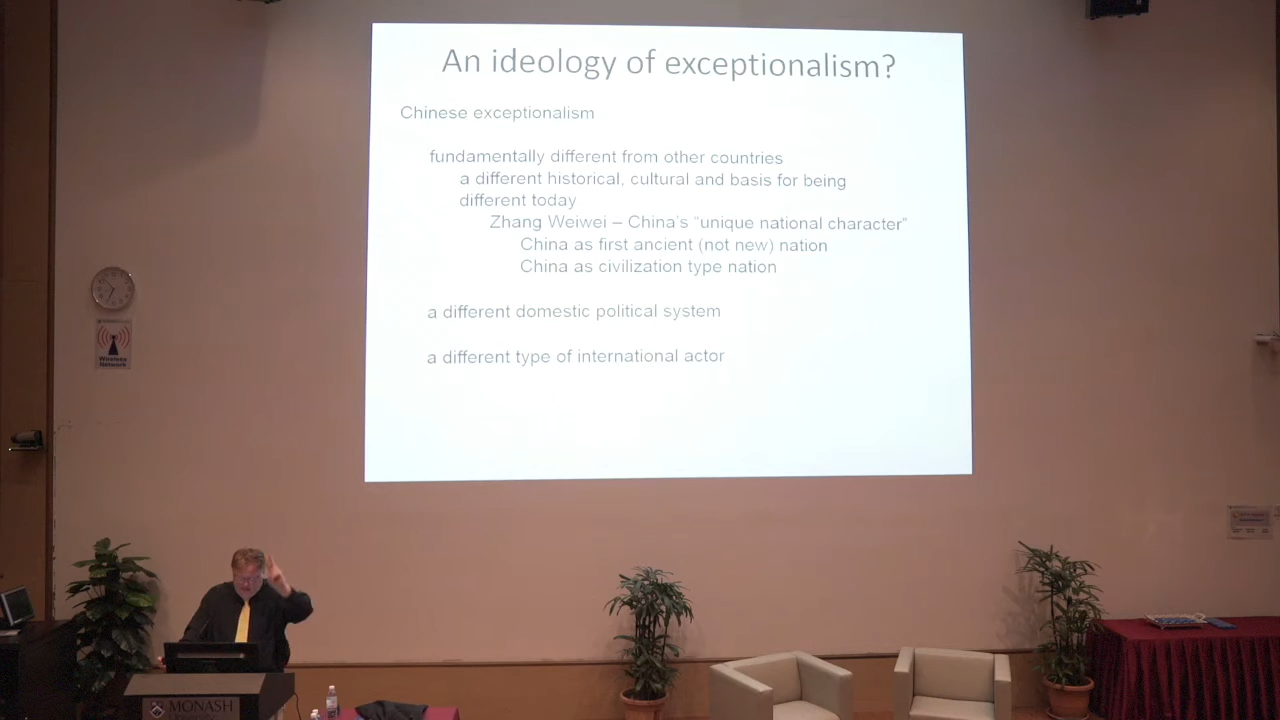 An ideology of exceptionalism?
Chinese exceptionalism
fundamentally different from other countries
a different historical, cultural and basis for being
different today
Zhang Weiwei – China's "unique national character"
China as first ancient (not new) nation
China as civilization type nation
a different domestic political system
a different type of international actor
Wireless
Network
MONASH